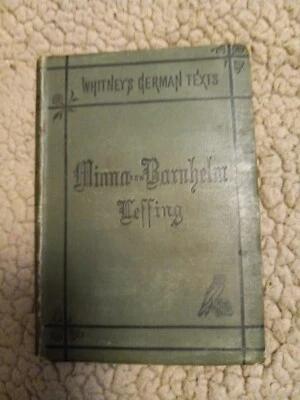 WHITNEY'S GERMAN TEXTS
Minna von Barnhelm
Lessing